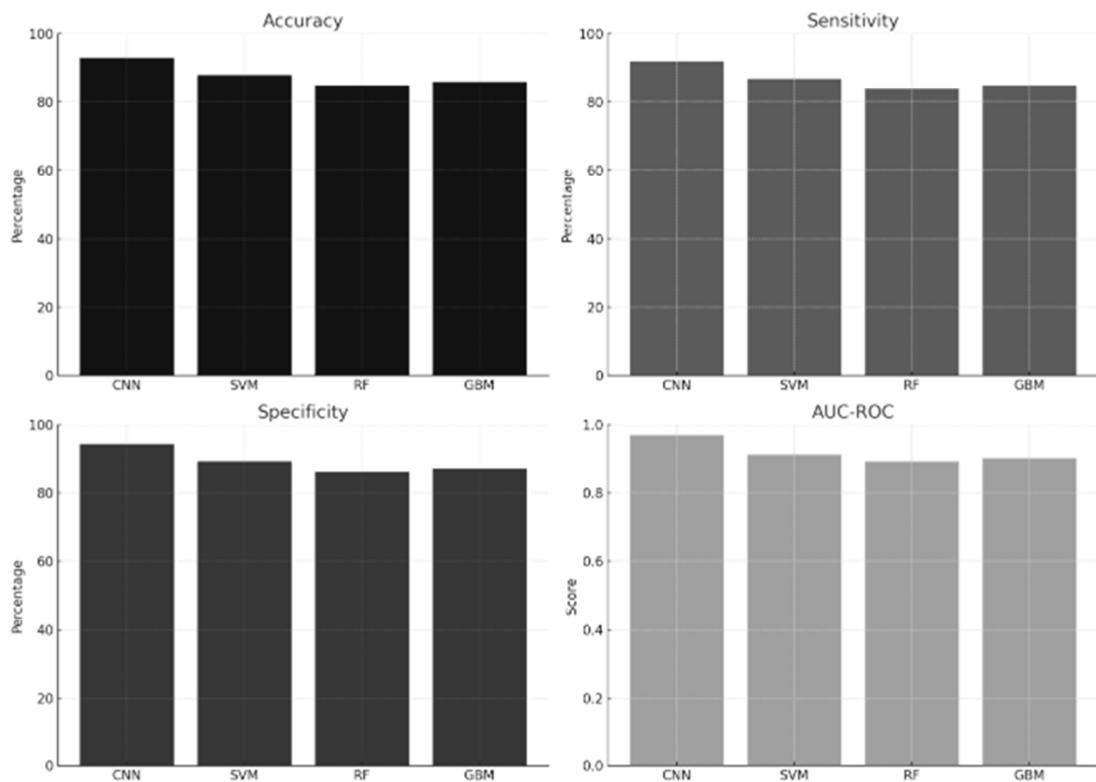 Accuracy
100
80
60
40
20
0
Percentage
CNN SVM RF GBM
Sensitivity
100
80
60
40
20
0
Percentage
CNN SVM RF GBM
Specificity
100
80
60
40
20
0
Percentage
CNN SVM RF GBM
AUC-ROC
1.0
0.8
0.6
0.4
0.2
0.0
Score
CNN SVM RF GBM